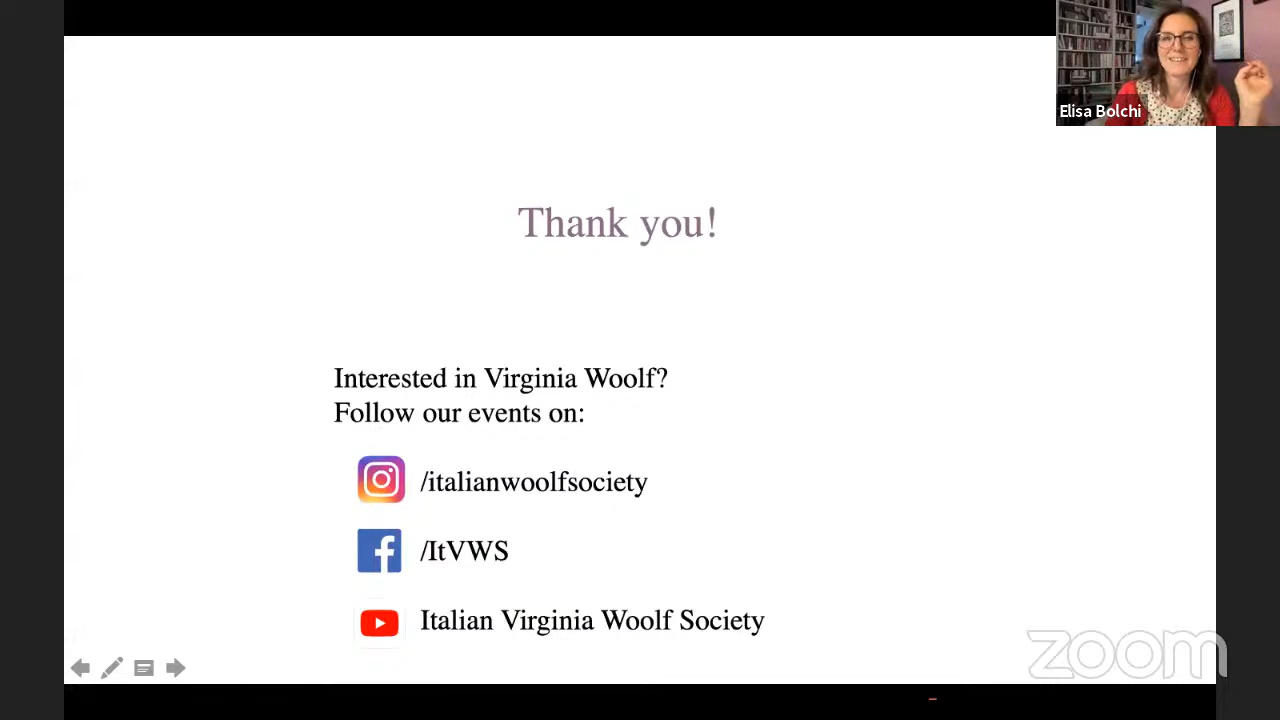 Elisa Bolchi
Thank you!
Interested in Virginia Woolf?
Follow our events on:
/italianwoolfsociety
/ItVWS
Italian Virginia Woolf Society
zoom